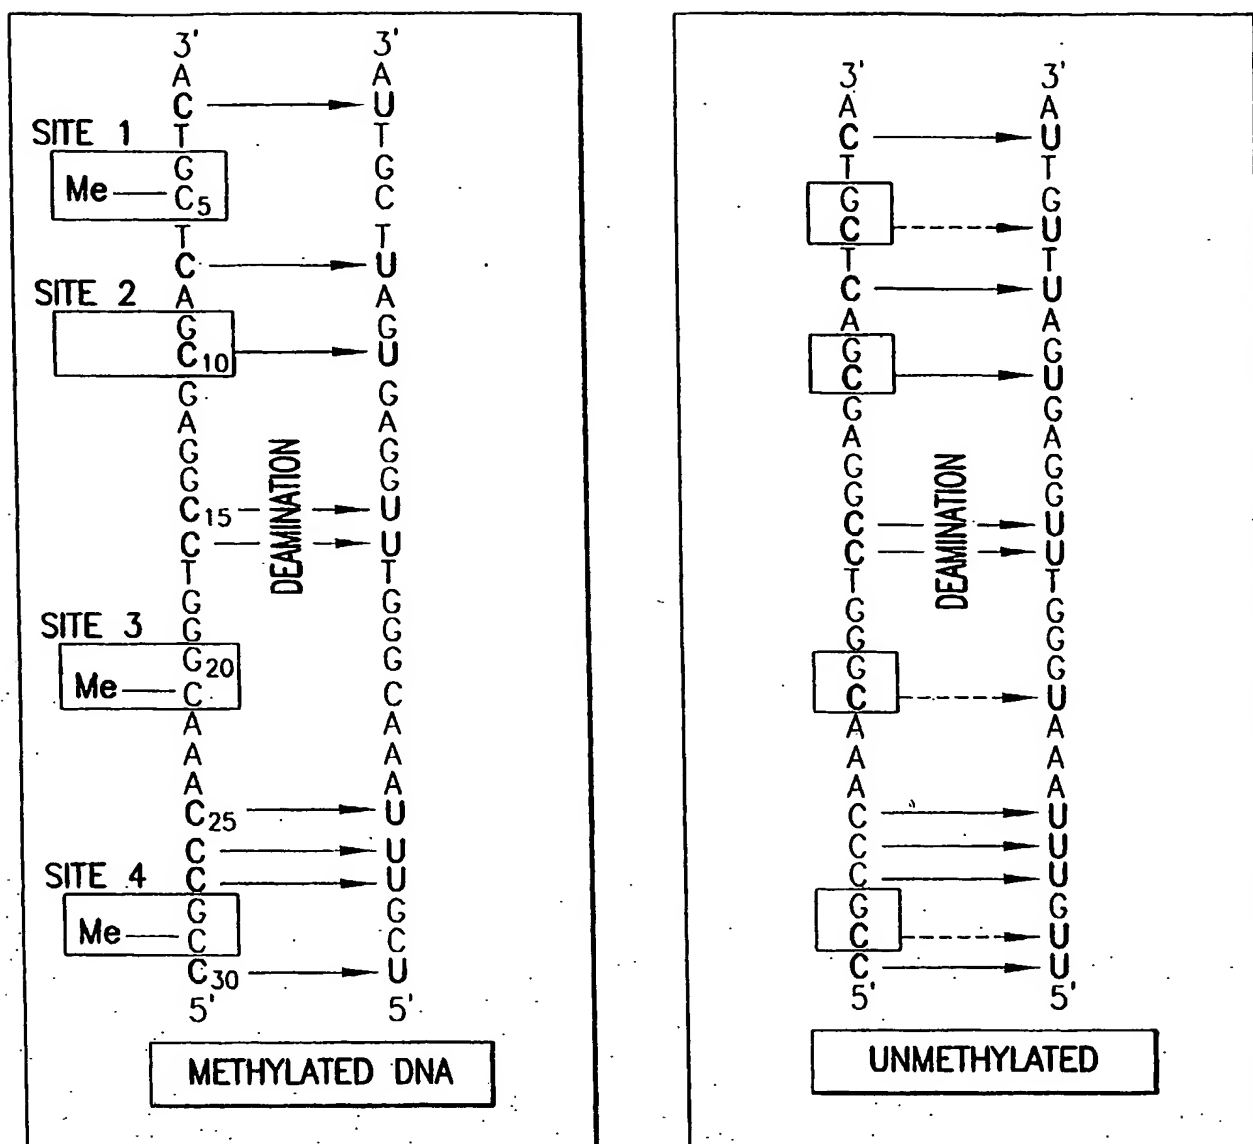 3' 3'
A A
C U
SITE 1 T T
G G
Me C5 C
T T
C U
SITE 2 A A
G G
C10 U
G G
A A
G G
G G
C15 U
C U
DEAMINATION
T T
G G
SITE 3 G G
G20 G
Me C C
A A
A A
A A
C25 U
C U
SITE 4 C U
G G
Me C C
C30 U
5' 5'
METHYLATED DNA
3' 3'
A A
C U
T T
G G
C U
T T
C U
A A
G G
C U
G G
A A
G G
G G
C U
C U
DEAMINATION
T T
G G
G G
G G
C U
A A
A A
A A
C U
C U
C U
G G
C U
C U
5' 5'
UNMETHYLATED